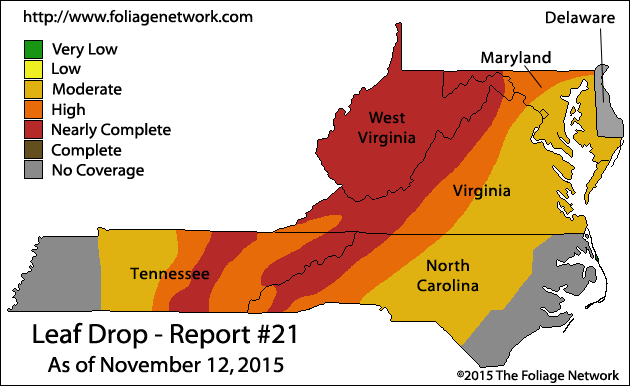 http://www.foliagenetwork.com
Delaware
Very Low
Low
Moderate
High
Nearly Complete
Complete
No Coverage
Maryland
West
Virginia
Virginia
Tennessee
North
Carolina
Leaf Drop - Report #21
As of November 12, 2015
©2015 The Foliage Network